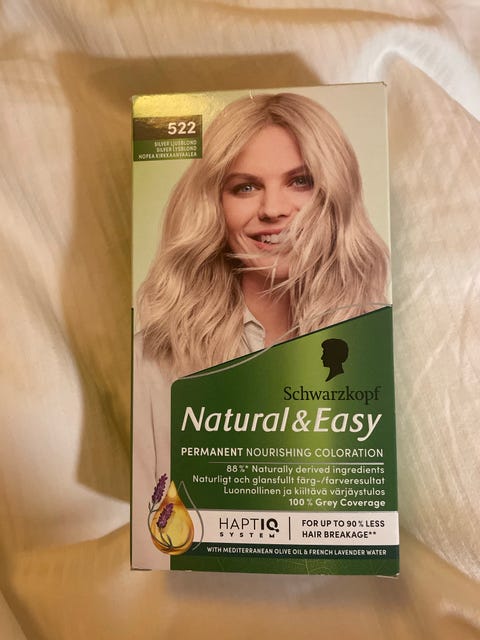 522
SILVER LJUSBLOND
SILVER LYSBLOND
HOPEA KIRKKAANVAALEA
Schwarzkopf
Natural & Easy
PERMANENT NOURISHING COLORATION
88%* Naturally derived ingredients
Naturligt och glansfullt färg-/farveresultat
Luonnollinen ja kiiltävä värjäystulos
100% Grey Coverage
HAPTIQ
SYSTEM
FOR UP TO 90% LESS
HAIR BREAKAGE**
WITH MEDITERRANEAN OLIVE OIL & FRENCH LAVENDER WATER